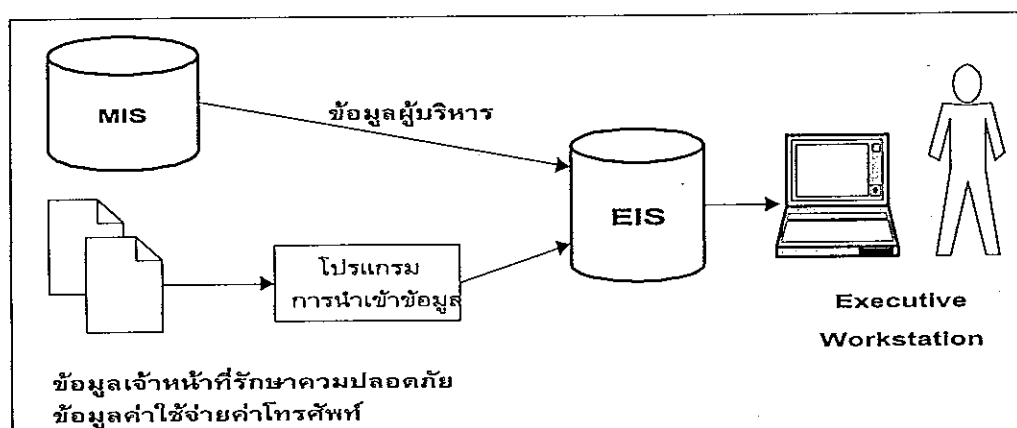 MIS
ข้อมูลผู้บริหาร
EIS
โปรแกรม
การนำเข้าข้อมูล
Executive
Workstation
ข้อมูลเจ้าหน้าที่รักษาควมปลอดภัย
ข้อมูลค่าใช้จ่ายค่าโทรศัพท์